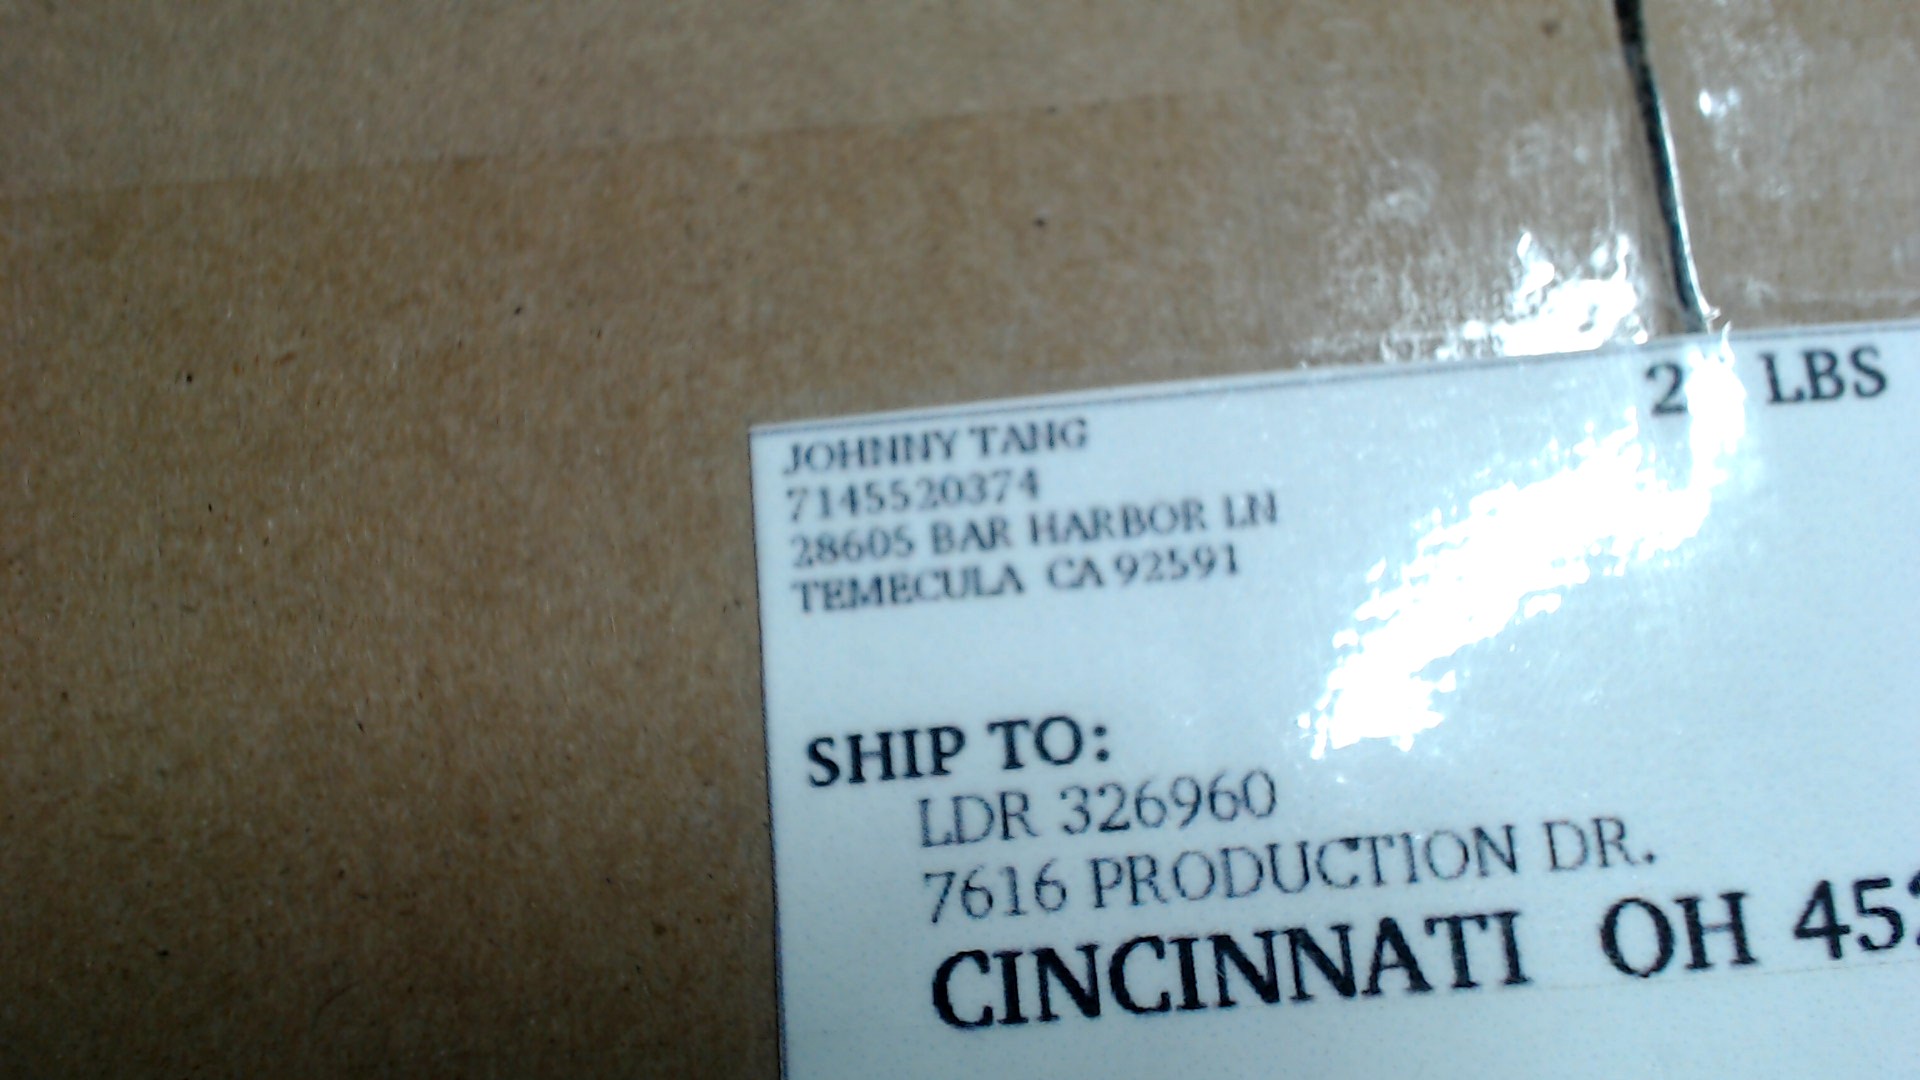 LBS
JOHNNY TANG
7145520374
28605 BAR HARBOR LN
TEMECULA CA 92591
SHIP TO:
LDR 326960
7616 PRODUCTION DR.
CINCINNATI OH